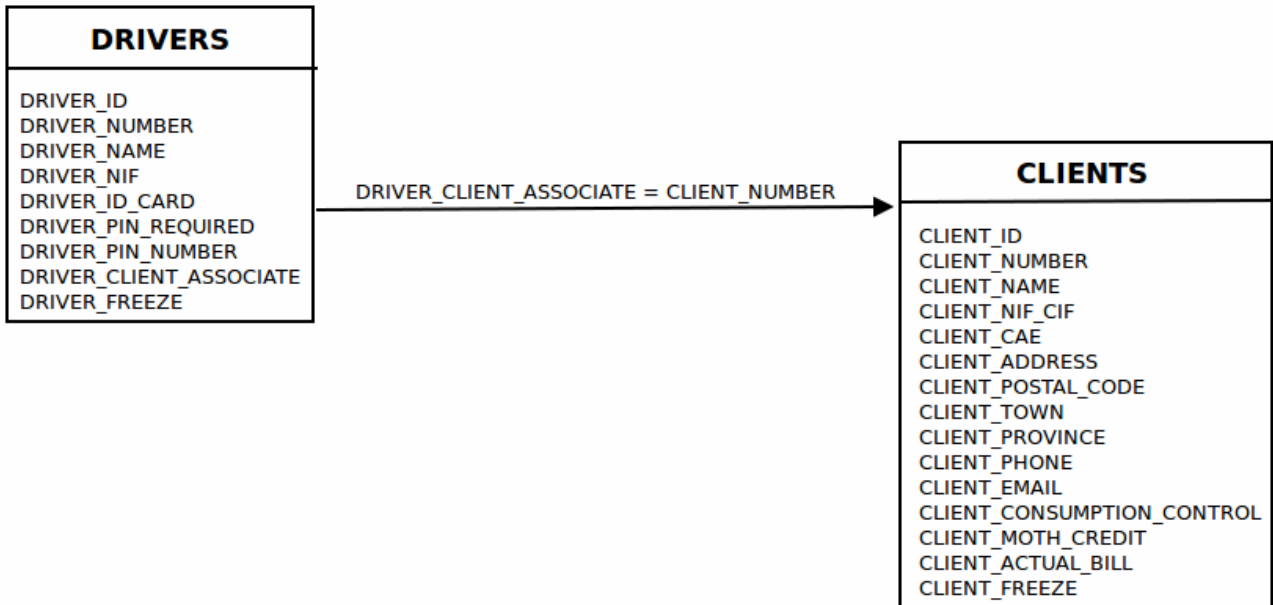 DRIVERS
DRIVER_ID
DRIVER_NUMBER
DRIVER_NAME
DRIVER_NIF
DRIVER_ID_CARD
DRIVER_PIN_REQUIRED
DRIVER_PIN_NUMBER
DRIVER_CLIENT_ASSOCIATE
DRIVER_FREEZE
DRIVER_CLIENT_ASSOCIATE = CLIENT_NUMBER
CLIENTS
CLIENT_ID
CLIENT_NUMBER
CLIENT_NAME
CLIENT_NIF_CIF
CLIENT_CAE
CLIENT_ADDRESS
CLIENT_POSTAL_CODE
CLIENT_TOWN
CLIENT_PROVINCE
CLIENT_PHONE
CLIENT_EMAIL
CLIENT_CONSUMPTION_CONTROL
CLIENT_MOTH_CREDIT
CLIENT_ACTUAL_BILL
CLIENT_FREEZE